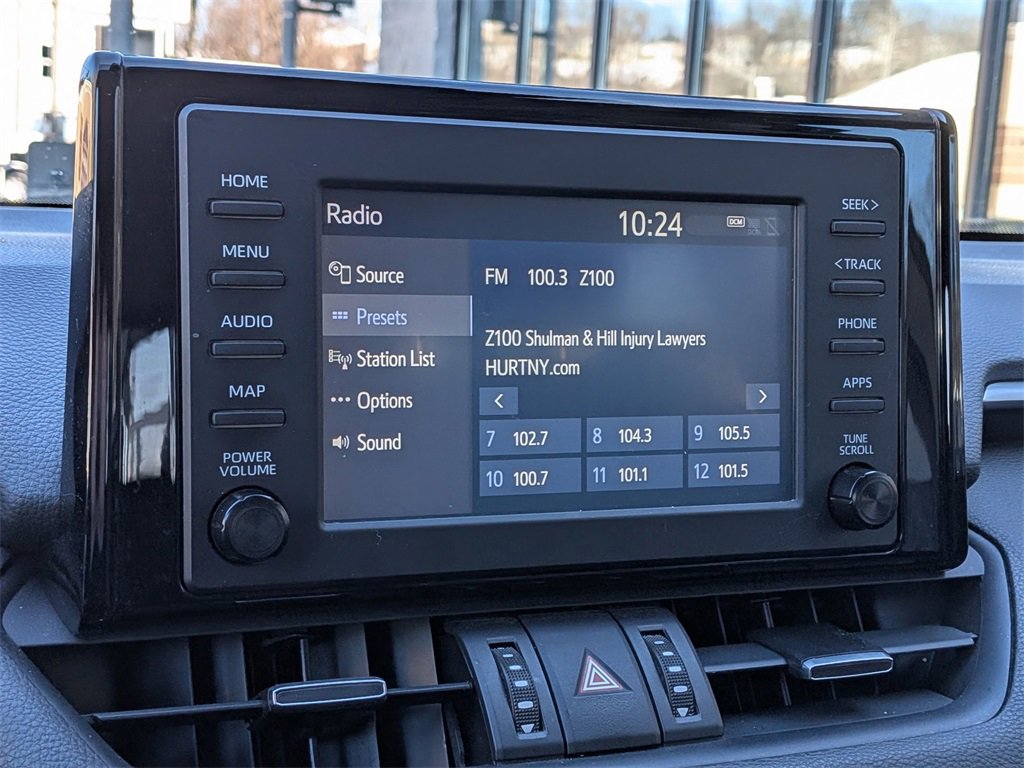 HOME
MENU
AUDIO
MAP
POWER
VOLUME
Radio
10:24
DCM
Source
Presets
Station List
Options
Sound
FM 100.3 Z100
Z100 Shulman & Hill Injury Lawyers
HURTNY.com
< >
7 102.7 8 104.3 9 105.5
10 100.7 11 101.1 12 101.5
SEEK>
<TRACK
PHONE
APPS
TUNE
SCROLL